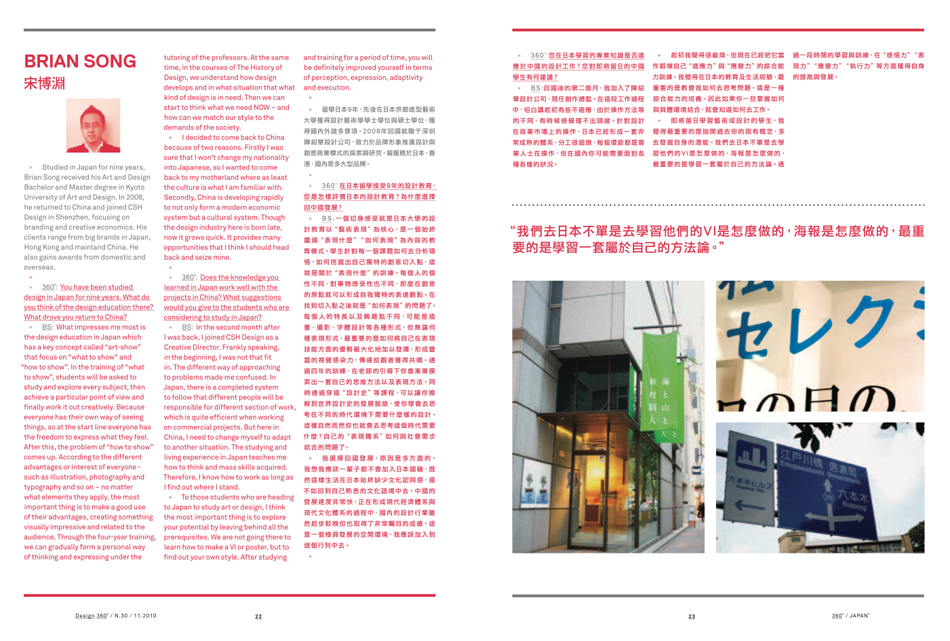 BRIAN SONG
宋博淵
Studied in Japan for nine years,
Brian Song received his Art and Design
Bachelor and Master degree in Kyoto
University of Art and Design. In 2008,
he returned to China and joined CSH
Design in Shenzhen, focusing on
branding and creative economics. His
clients range from big brands in Japan,
Hong Kong and mainland China. He
also gains awards from domestic and
overseas.
360°: You have been studied
design in Japan for nine years. What do
you think of the design education there?
What drove you return to China?
BS: What impresses me most is
the design education in Japan which
has a key concept called "art-show"
that focus on "what to show" and
"how to show". In the training of "what
to show", students will be asked to
study and explore every subject, then
achieve a particular point of view and
finally work it out creatively. Because
everyone has their own way of seeing
things, so at the start line everyone has
the freedom to express what they feel.
After this, the problem of "how to show"
comes up. According to the different
advantages or interest of everyone -
such as illustration, photography and
typography and so on – no matter
what elements they apply, the most
important thing is to make a good use
of their advantages, creating something
visually impressive and related to the
audience. Through the four-year training,
we can gradually form a personal way
of thinking and expressing under the
tutoring of the professors. At the same
time, in the courses of The History of
Design, we understand how design
develops and in what situation that what
kind of design is in need. Then we can
start to think what we need NOW – and
how can we match our style to the
demands of the society.
I decided to come back to China
because of two reasons. Firstly I was
sure that I won't change my nationality
into Japanese, so I wanted to come
back to my motherland where as least
the culture is what I am familiar with.
Secondly, China is developing rapidly
to not only form a modern economic
system but a cultural system. Though
the design industry here is born late,
now it grows quick. It provides many
opportunities that I think I should head
back and seize mine.
360°: Does the knowledge you
learned in Japan work well with the
projects in China? What suggestions
would you give to the students who are
considering to study in Japan?
BS: In the second month after
I was back, I joined CSH Design as a
Creative Director. Frankly speaking,
in the beginning, I was not that fit
in. The different way of approaching
to problems made me confused. In
Japan, there is a completed system
to follow that different people will be
responsible for different section of work,
which is quite efficient when working
on commercial projects. But here in
China, I need to change myself to adapt
to another situation. The studying and
living experience in Japan teaches me
how to think and mass skills acquired.
Therefore, I know how to work as long as
I find out where I stand.
To those students who are heading
to Japan to study art or design, I think
the most important is to explore
your potential by leaving behind all the
prerequisites. We are not going there to
learn how to make a VI or poster, but to
find out your own style. After studying
and training for a period of time, you will
be definitely improved yourself in terms
of perception, expression, adaptivity
and execution.
留學日本9年，先後在日本京都造型藝術
大學獲得設計藝術學學士學位與碩士學位，獲
得國內外諸多獎項。2008年回國就職于深圳
陳紹華設計公司，致力於品牌形象推廣設計與
創意商業模式的探索與研究。曾服務於日本、香
港、國內眾多大型品牌。
360° 在日本留學接受9年的設計教育，
您是怎樣評價日本的設計教育？為什麼選擇
回中國發展？
BS：一個切身感受就是日本大學的設
計教育以“藝術表現”為核心，是一個始終
圍繞“表現什麼”“如何表現”為內容的教
育模式。學生針對每一個課題如何去分析領
悟，如何挖掘出自己獨特的創意切入點，這
就是關於“表現什麼”的訓練。每個人的個
性不同，對事物感受性也不同，那麼在創意
的原點就可以形成自我獨特的表達觀點。在
找到切入點之後就是“如何表現”的問題了。
每個人的特長以及興趣點不同，可能是插
畫、攝影、字體設計等各種形式，但無論何
種表現形式，最重要的是如何將自己在表現
技能方面的優勢最大化地加以發揮，形成豐
富的視覺感染力，傳達給觀者獲得共鳴。通
過四年的訓練，在老師的引導下你會漸漸摸
索出一套自己的思維方法以及表現方法。同
時通過穿插“設計史”等課程，可以讓你瞭
解到世界設計史的發展脈絡，使你學會去思
考在不同的時代環境下需要什麼樣的設計。
這樣自然而然你也就會去思考這個時代需要
什麼？自己的“表現體系”如何與社會需求
結合的問題了。
我選擇回國發展，原因是多方面的。
我想我應該一輩子都不會加入日本國籍，既
然這樣生活在日本始終缺少文化認同感，還
不如回到自己熟悉的文化語境中去。中國的
發展速度非常快，正在形成現代經濟體系與
現代文化體系的過程中，國內的設計行業雖
然起步較晚但也取得了非常矚目的成績。這
是一個極具發展的空間環境，我應該加入到
這個行列中去。
Design 360° / N.30 / 11.2010
22
360° 您在日本學習的專業知識是否適
應於中國的設計工作？您對即將留日的中國
學生有何建議？
BS：回國後的第二個月，我加入了陳紹
華設計公司，現任創作總監。在這段工作過程
中，坦白講起初有些不適應，由於操作方法等
的不同，有時候感覺理不出頭緒。針對設計
在商業市場上的操作，日本已經形成一套非
常成熟的體系，分工很細緻，每個環節都是專
業人士在操作，但在國內你可能需要面對各
種各樣的狀況。
起初我覺得很麻煩，但現在已經把它當
作鍛煉自己“適應力”與“應變力”的綜合能
力訓練。我覺得在日本的教育及生活經驗，最
重要的是教會我如何去思考問題，這是一種
綜合能力的培養。因此如果你一旦掌握如何
與具體環境結合，就會知道如何去工作。
即將留日學習藝術或設計的學生，我
覺得最重要的是拋開過去你的固有概念，多
去發掘自身的潛能。我們去日本不單是去學
習他們的VI是怎麼做的，海報是怎麼做的，
最重要的是學習一套屬於自己的方法論。通
過一段時間的學習與訓練，在“感悟力”“表
現力”“應變力”“執行力”等方面獲得自身
的提高與發展。
“我們去日本不單是去學習他們的VI是怎麼做的，海報是怎麼做的，最重
要的是學習一套屬於自己的方法論。”
海と山と人と
新村則人
セレクシ
の日の
江戸川橋
信濃町
六本木
Roppongi
23
360° / JAPAN°